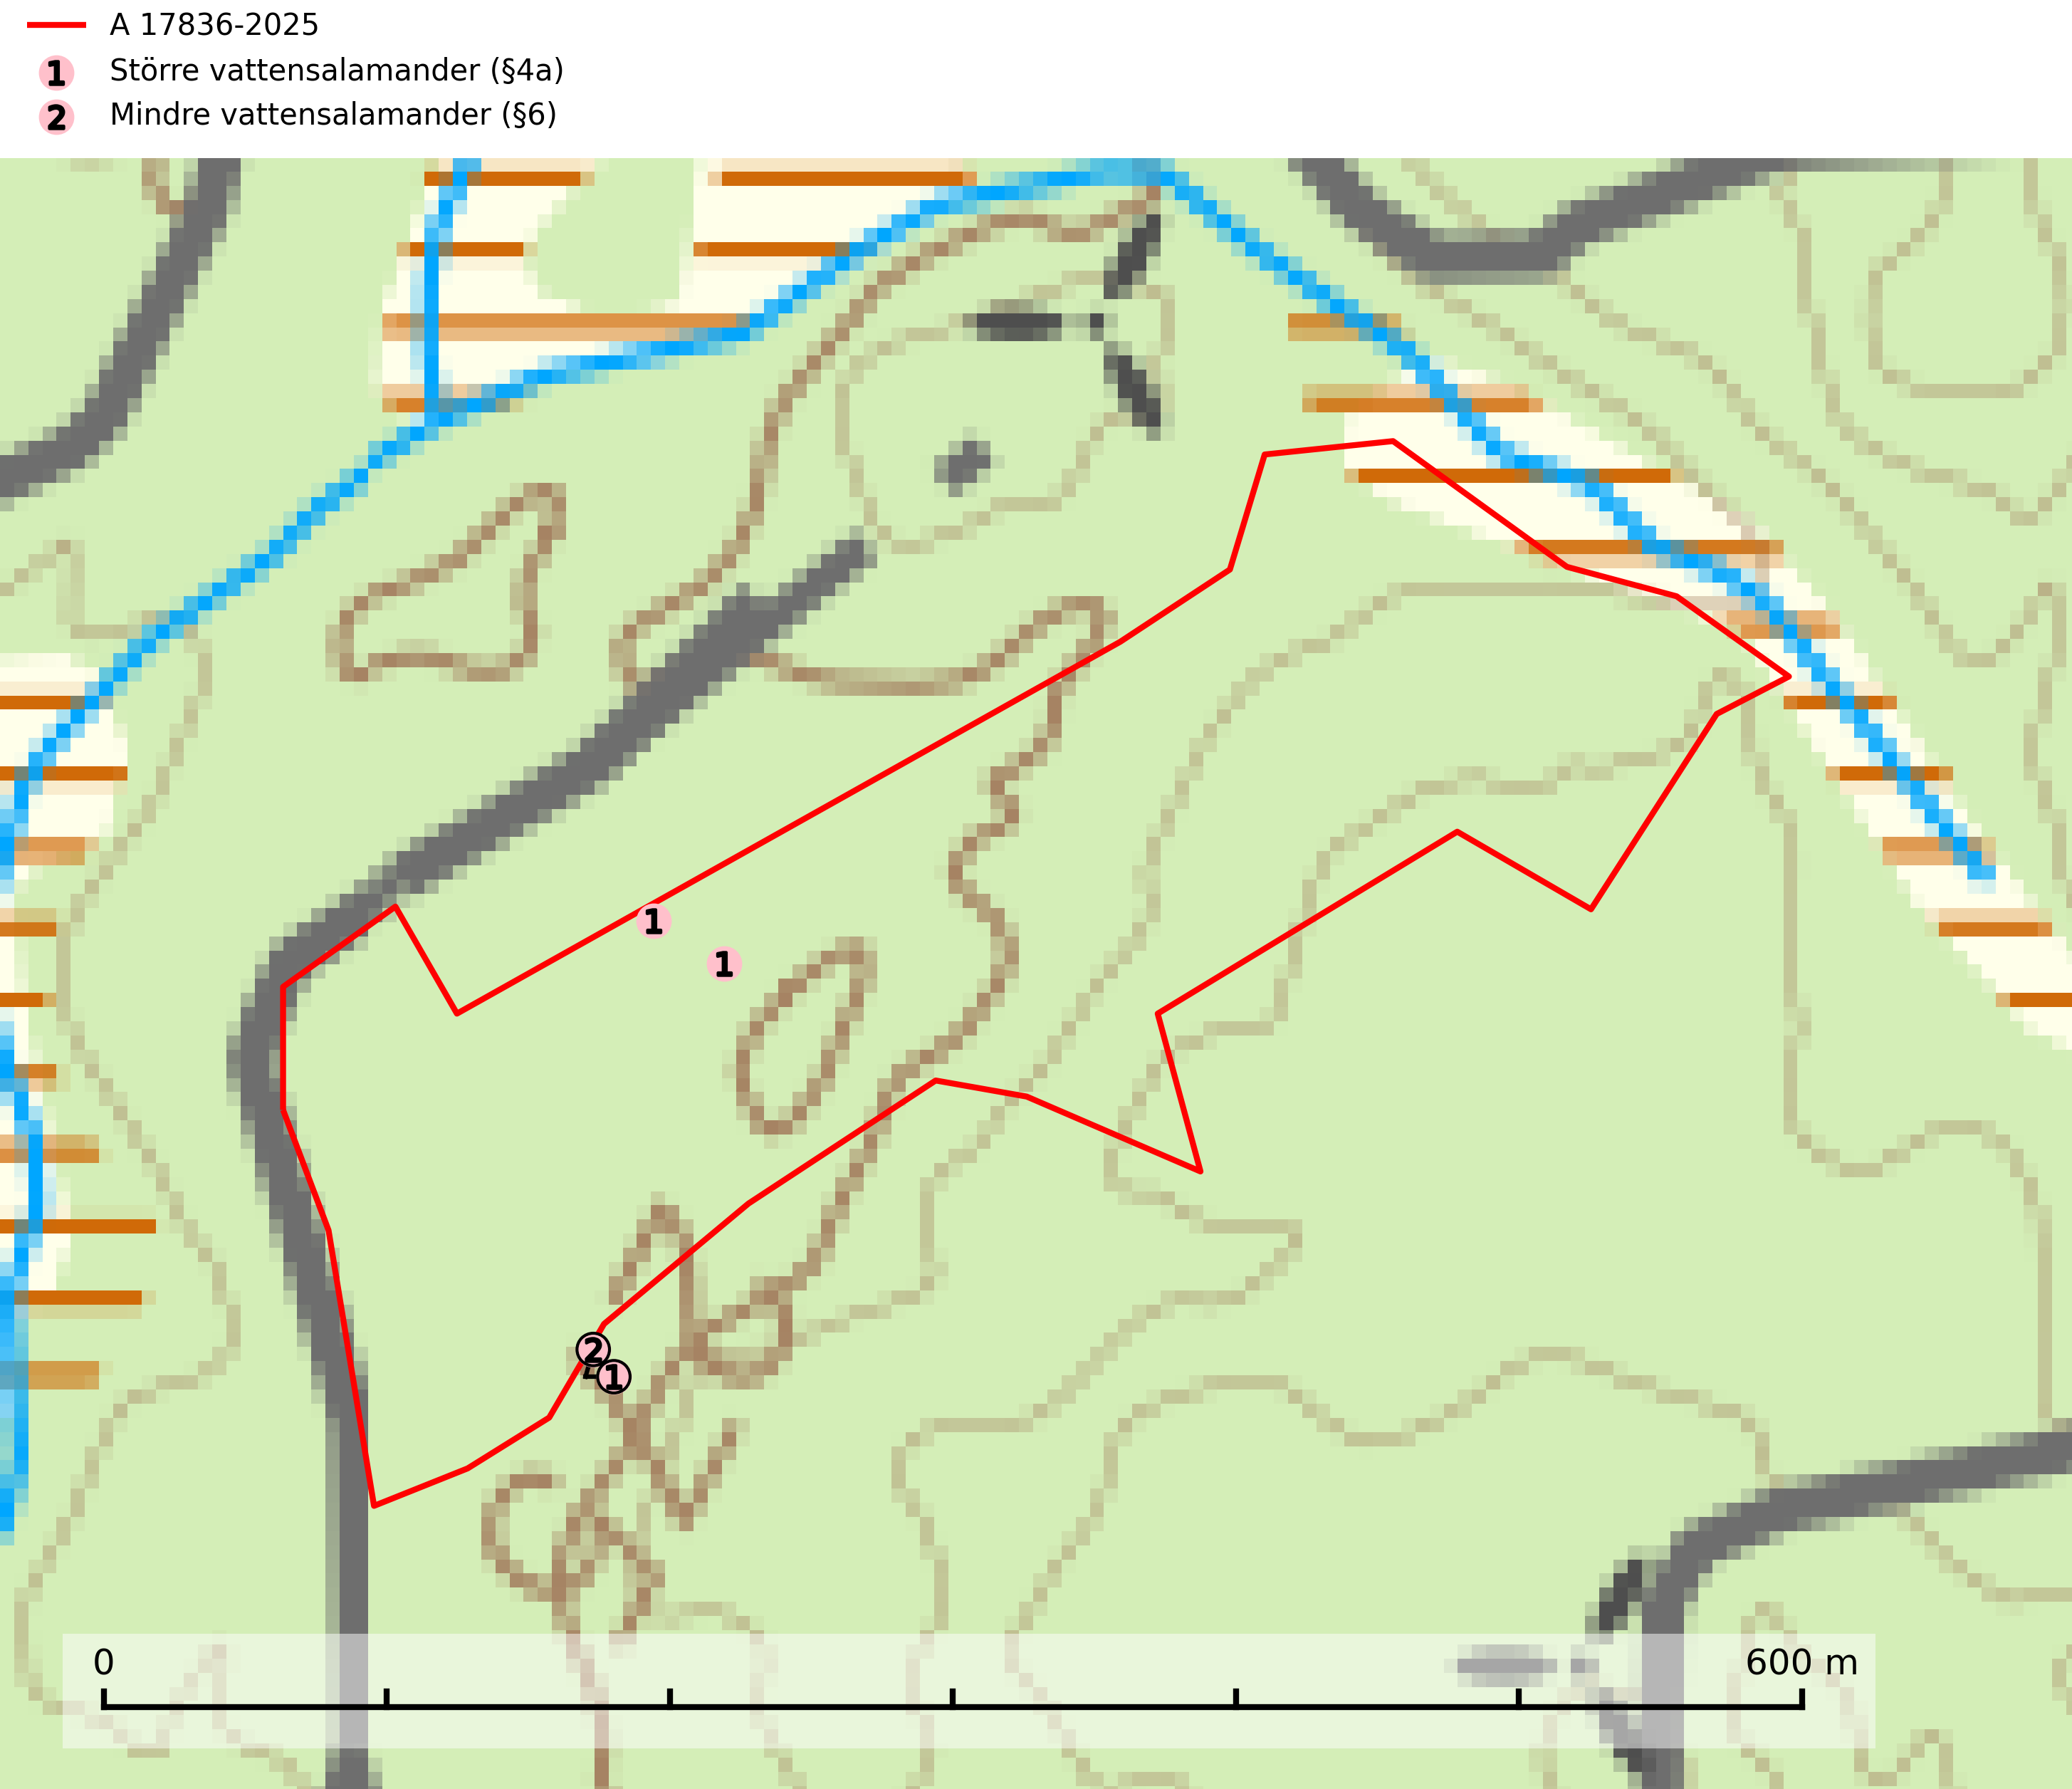 A 17836-2025
1 Större vattensalamander (§4a)
2 Mindre vattensalamander (§6)
1
1
2
1
0 600 m